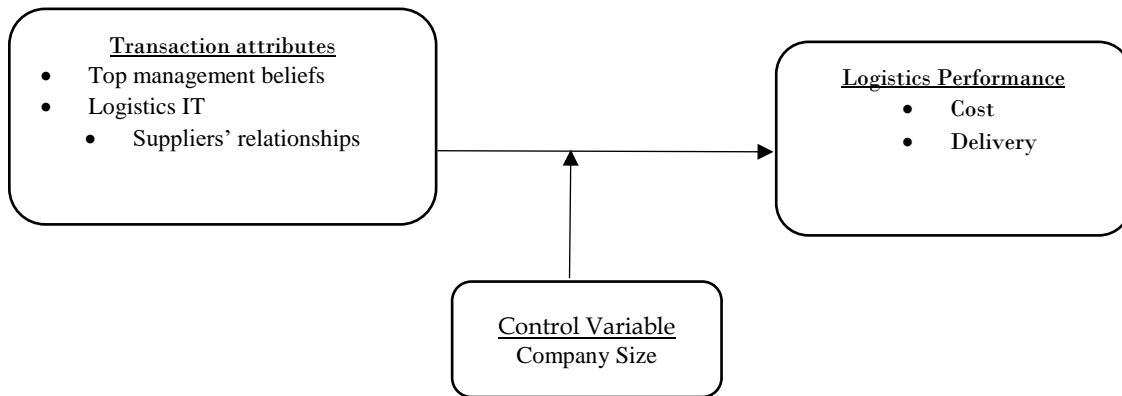 Transaction attributes
• Top management beliefs
• Logistics IT
• Suppliers’ relationships
Logistics Performance
• Cost
• Delivery
Control Variable
Company Size